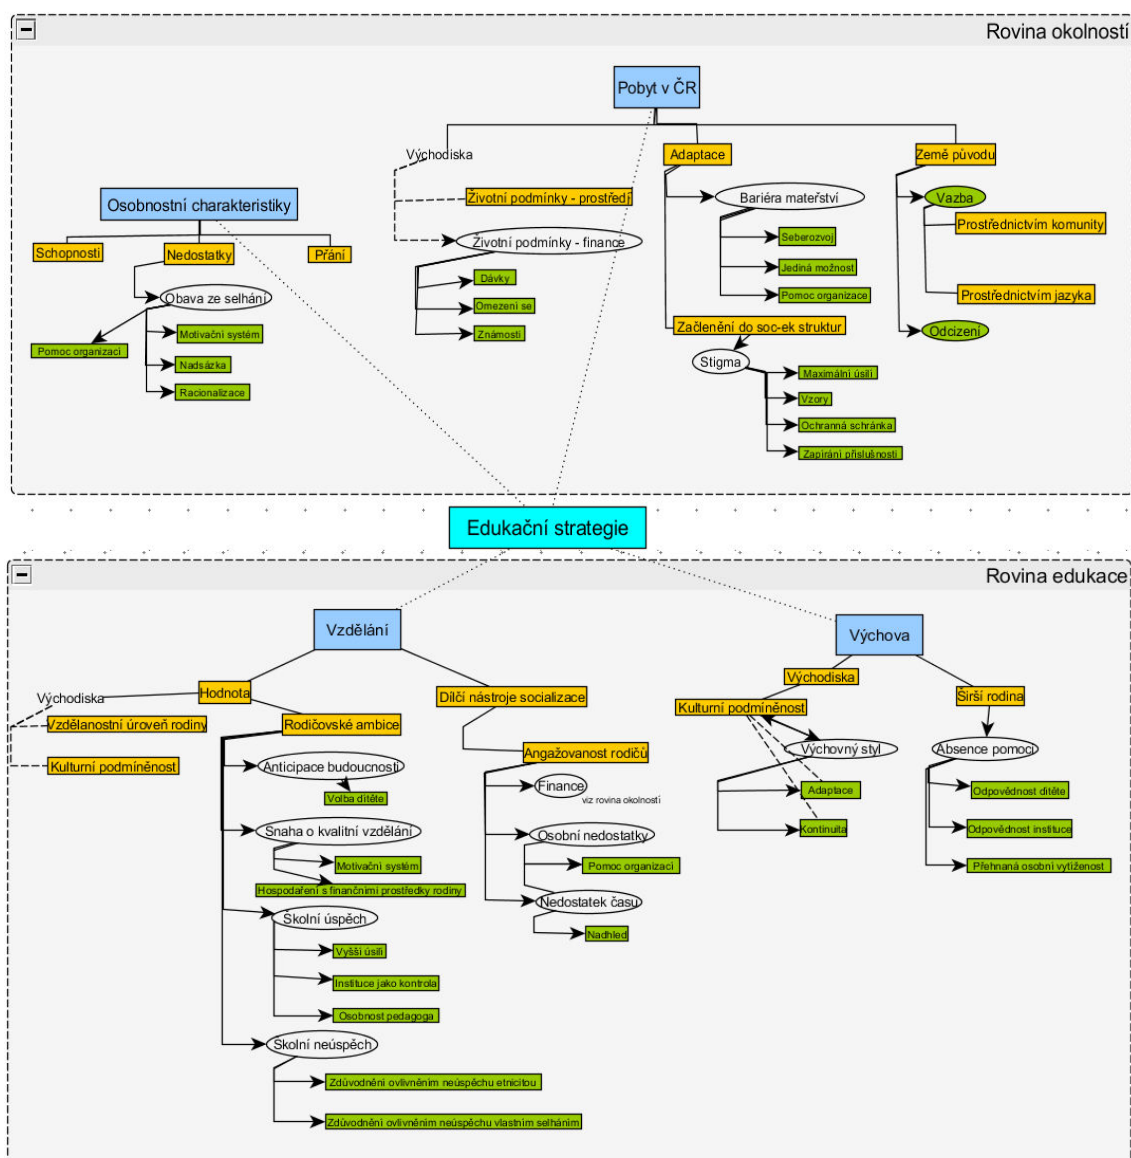 Rovina okolností
Pobyt v ČR
Východiska
Adaptace
Země původu
Životní podmínky - prostředí
Bariéra mateřství
Vazba
Osobnostní charakteristiky
Životní podmínky - finance
Seberozvoj
Prostřednictvím komunity
Schopnosti
Nedostatky
Přání
Dávky
Jediná možnost
Obava ze selhání
Omezení se
Pomoc organizace
Prostřednictvím jazyka
Motivační systém
Známosti
Začlenění do soc-ek struktur
Odcizení
Pomoc organizací
Nadsázka
Stigma
Maximální úsilí
Racionalizace
Vzory
Ochranná schránka
Zapírání příslušnosti
Edukační strategie
Rovina edukace
Vzdělání
Výchova
Východiska
Hodnota
Dílčí nástroje socializace
Východiska
Širší rodina
Vzdělanostní úroveň rodiny
Rodičovské ambice
Kulturní podmíněnost
Kulturní podmíněnost
Anticipace budoucnosti
Angažovanost rodičů
Výchovný styl
Absence pomoci
Volba dítěte
Finance
viz rovina okolností
Adaptace
Odpovědnost dítěte
Snaha o kvalitní vzdělání
Osobní nedostatky
Kontinuita
Odpovědnost instituce
Motivační systém
Pomoc organizací
Přehnaná osobní vytíženost
Hospodaření s finančními prostředky rodiny
Nedostatek času
Školní úspěch
Nadhled
Vyšší úsilí
Instituce jako kontrola
Osobnost pedagoga
Školní neúspěch
Zdůvodnění ovlivněním neúspěchu etnicitou
Zdůvodnění ovlivněním neúspěchu vlastním selháním